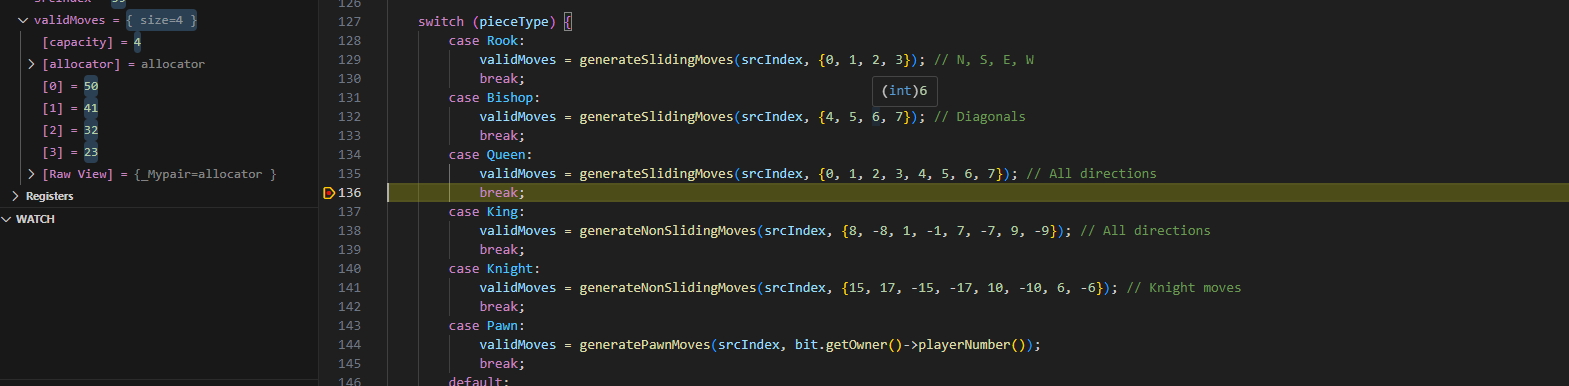 validMoves = { size=4 }
[capacity] = 4
[allocator] = allocator
[0] = 50
[1] = 41
[2] = 32
[3] = 23
[Raw View] = {_Mypair=allocator }
Registers
WATCH
126
127 switch (pieceType) {
128 case Rook:
129 validMoves = generateSlidingMoves(srcIndex, {0, 1, 2, 3}); // N, S, E, W
130 break;
(int)6
131 case Bishop:
132 validMoves = generateSlidingMoves(srcIndex, {4, 5, 6, 7}); // Diagonals
133 break;
134 case Queen:
135 validMoves = generateSlidingMoves(srcIndex, {0, 1, 2, 3, 4, 5, 6, 7}); // All directions
136 break;
137 case King:
138 validMoves = generateNonSlidingMoves(srcIndex, {8, -8, 1, -1, 7, -7, 9, -9}); // All directions
139 break;
140 case Knight:
141 validMoves = generateNonSlidingMoves(srcIndex, {15, 17, -15, -17, 10, -10, 6, -6}); // Knight moves
142 break;
143 case Pawn:
144 validMoves = generatePawnMoves(srcIndex, bit.getOwner()->playerNumber());
145 break;
146 default: